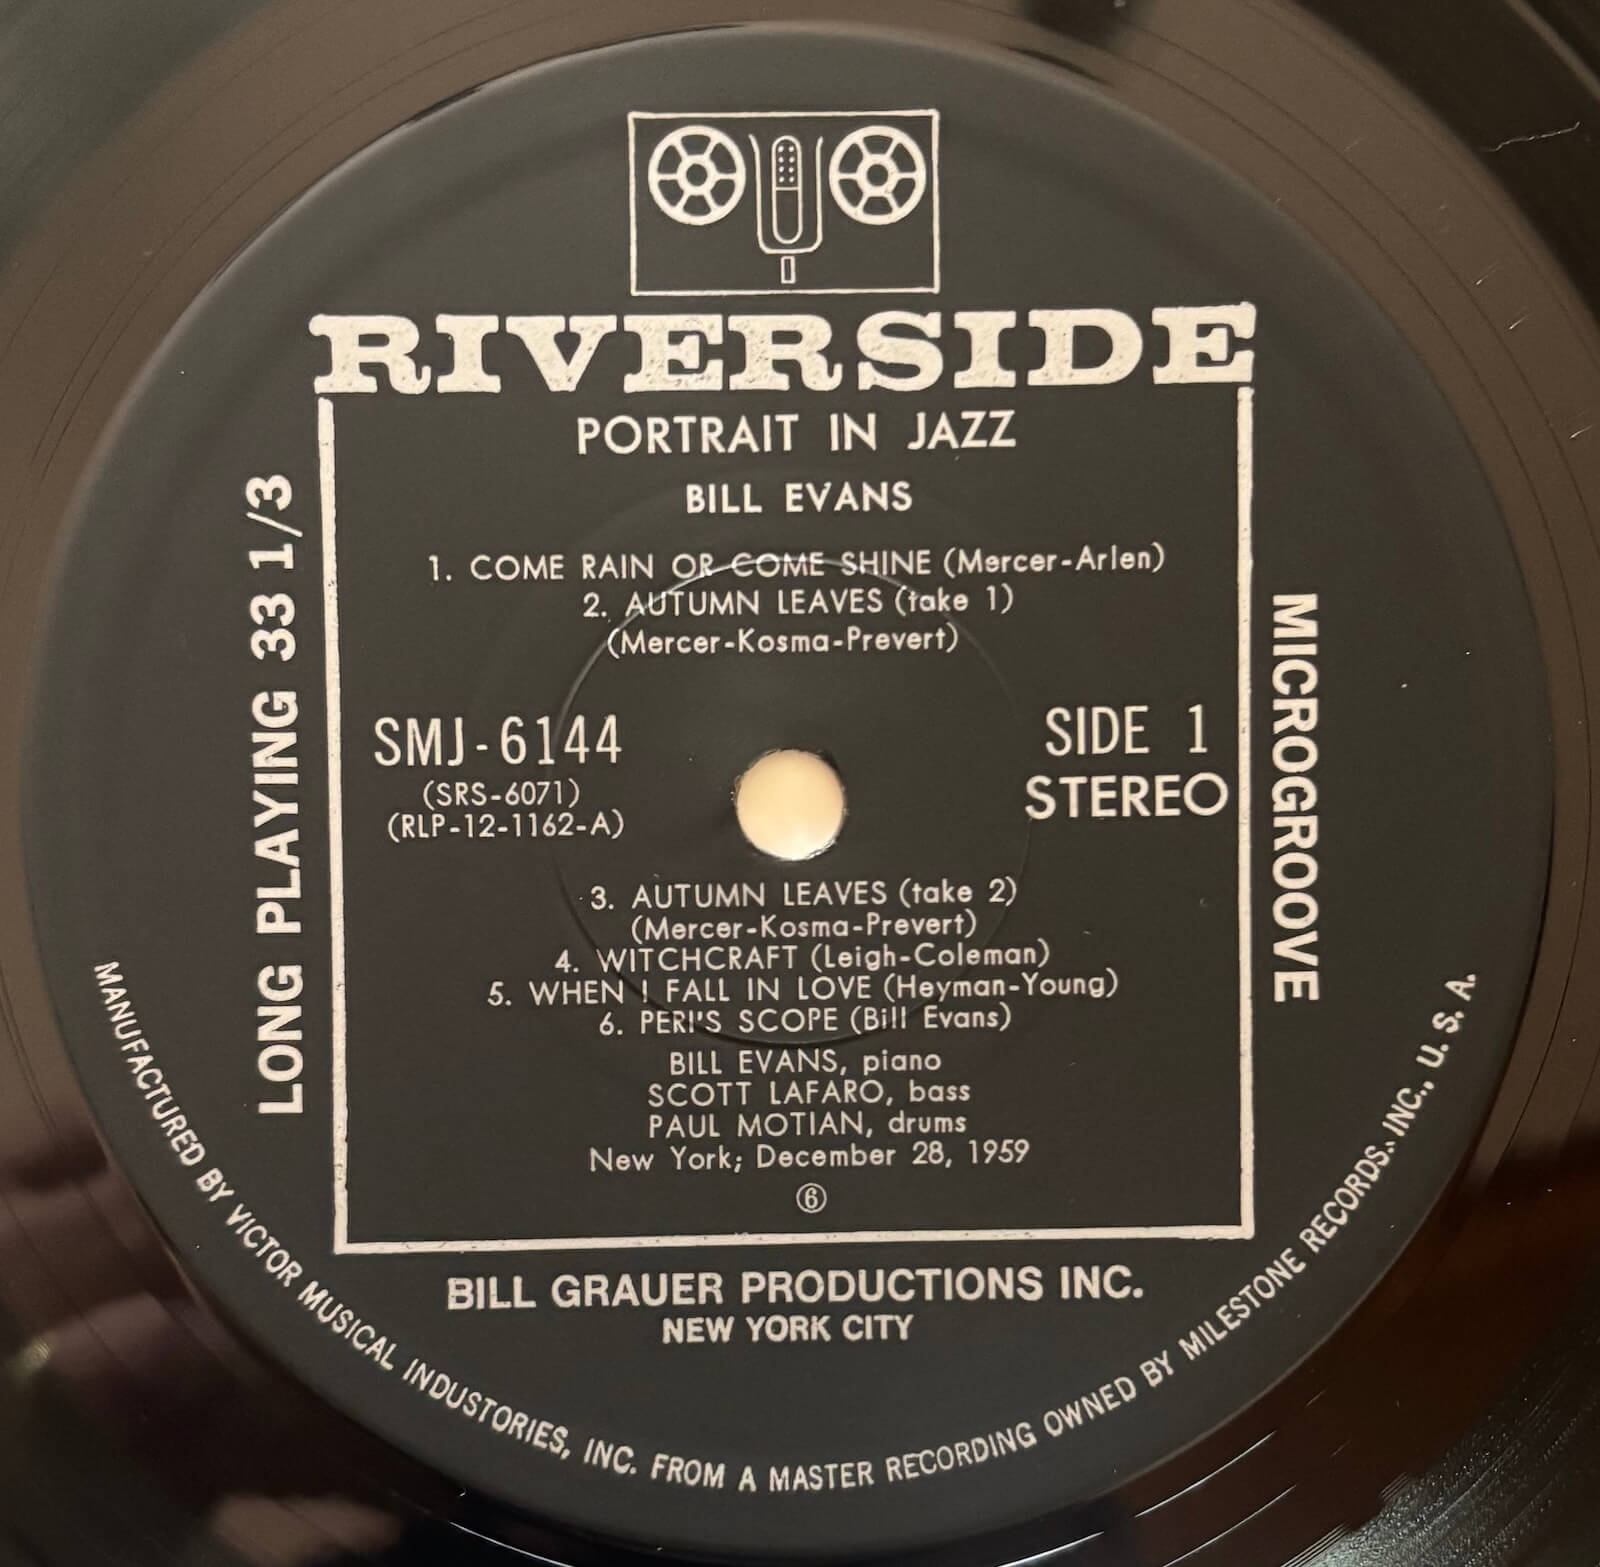 RIVERSIDE
PORTRAIT IN JAZZ
BILL EVANS
1. COME RAIN OR COME SHINE (Mercer-Arlen)
2. AUTUMN LEAVES (take 1)
(Mercer-Kosma-Prevert)
LONG PLAYING 33 1/3
MICROGROOVE
SMJ-6144
(SRS-6071)
(RLP-12-1162-A)
SIDE 1
STEREO
3. AUTUMN LEAVES (take 2)
(Mercer-Kosma-Prevert)
4. WITCHCRAFT (Leigh-Coleman)
5. WHEN I FALL IN LOVE (Heyman-Young)
6. PERI'S SCOPE (Bill Evans)
BILL EVANS, piano
SCOTT LAFARO, bass
PAUL MOTIAN, drums
New York; December 28, 1959
⑥
BILL GRAUER PRODUCTIONS INC.
NEW YORK CITY
MANUFACTURED BY VICTOR MUSICAL INDUSTORIES, INC. FROM A MASTER RECORDING OWNED BY MILESTONE RECORDS., INC., U. S. A.